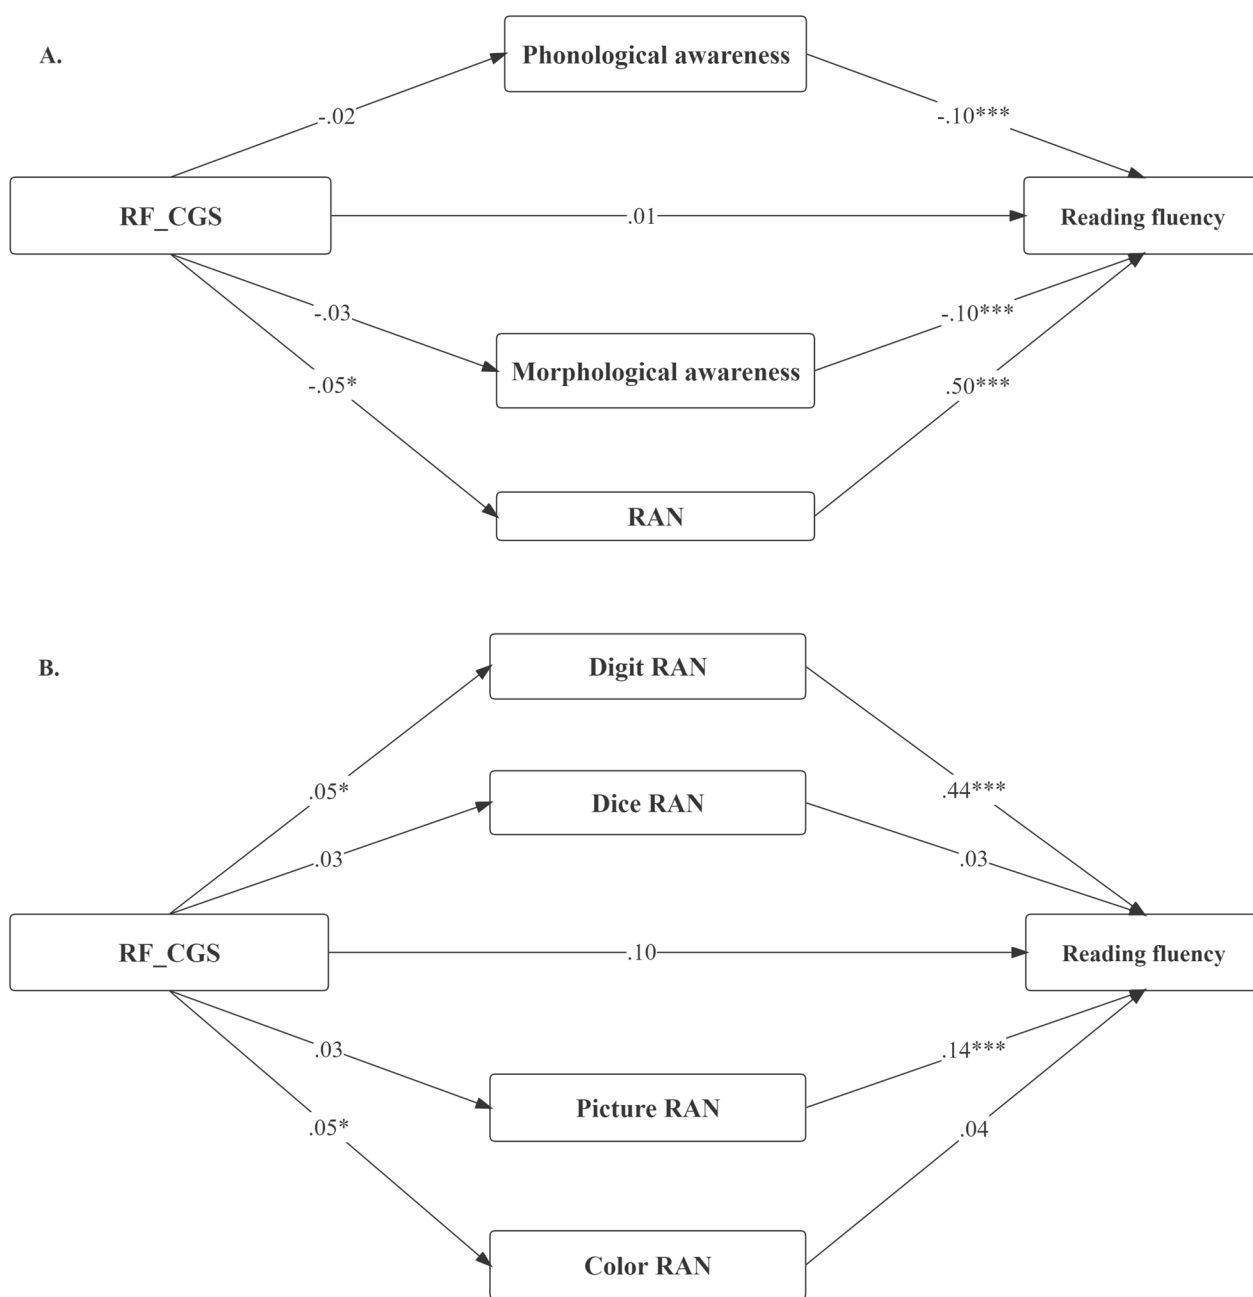 A.
Phonological awareness
-.02
-.10***
RF_CGS
.01
Reading fluency
-.03
-.10***
Morphological awareness
-.05*
.50***
RAN
B.
Digit RAN
.05*
.44***
Dice RAN
.03
.03
RF_CGS
.10
Reading fluency
.03
.14***
Picture RAN
.05*
.04
Color RAN